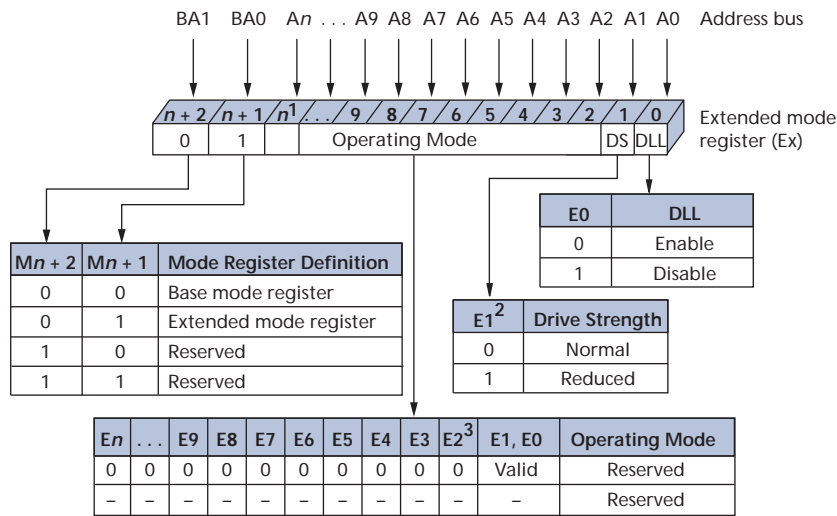 BA1 BA0 An ... A9 A8 A7 A6 A5 A4 A3 A2 A1 A0 Address bus
n + 2 n + 1 n1 ... 9 8 7 6 5 4 3 2 1 0
Extended mode
register (Ex)
0 1 Operating Mode DS DLL
E0 DLL
0 Enable
1 Disable
Mn + 2 Mn + 1 Mode Register Definition
0 0 Base mode register
0 1 Extended mode register
1 0 Reserved
1 1 Reserved
E1² Drive Strength
0 Normal
1 Reduced
En ... E9 E8 E7 E6 E5 E4 E3 E2³ E1, E0 Operating Mode
0 0 0 0 0 0 0 0 0 0 Valid Reserved
– – – – – – – – – – – Reserved